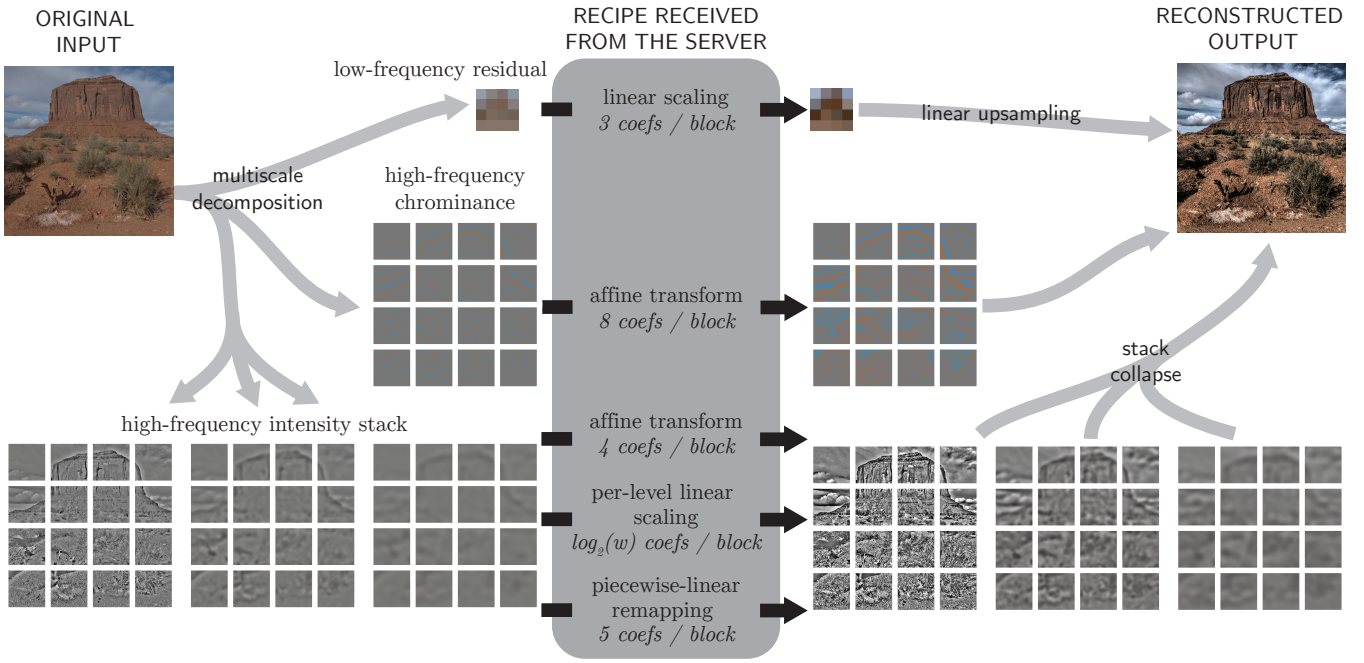 ORIGINAL
INPUT
RECIPE RECEIVED
FROM THE SERVER
RECONSTRUCTED
OUTPUT
low-frequency residual
linear scaling
3 coefs / block
linear upsampling
multiscale
decomposition
high-frequency
chrominance
affine transform
8 coefs / block
stack
collapse
high-frequency intensity stack
affine transform
4 coefs / block
per-level linear
scaling
log₂(w) coefs / block
piecewise-linear
remapping
5 coefs / block